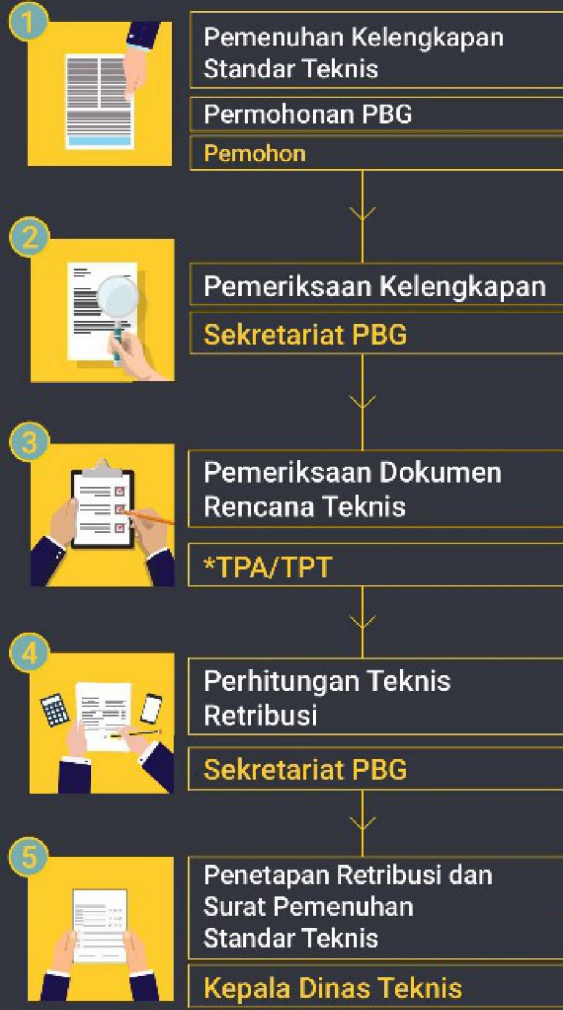 1
Pemenuhan Kelengkapan
Standar Teknis
Permohonan PBG
Pemohon
2
Pemeriksaan Kelengkapan
Sekretariat PBG
3
Pemeriksaan Dokumen
Rencana Teknis
*TPA/TPT
4
Perhitungan Teknis
Retribusi
Sekretariat PBG
5
Penetapan Retribusi dan
Surat Pemenuhan
Standar Teknis
Kepala Dinas Teknis